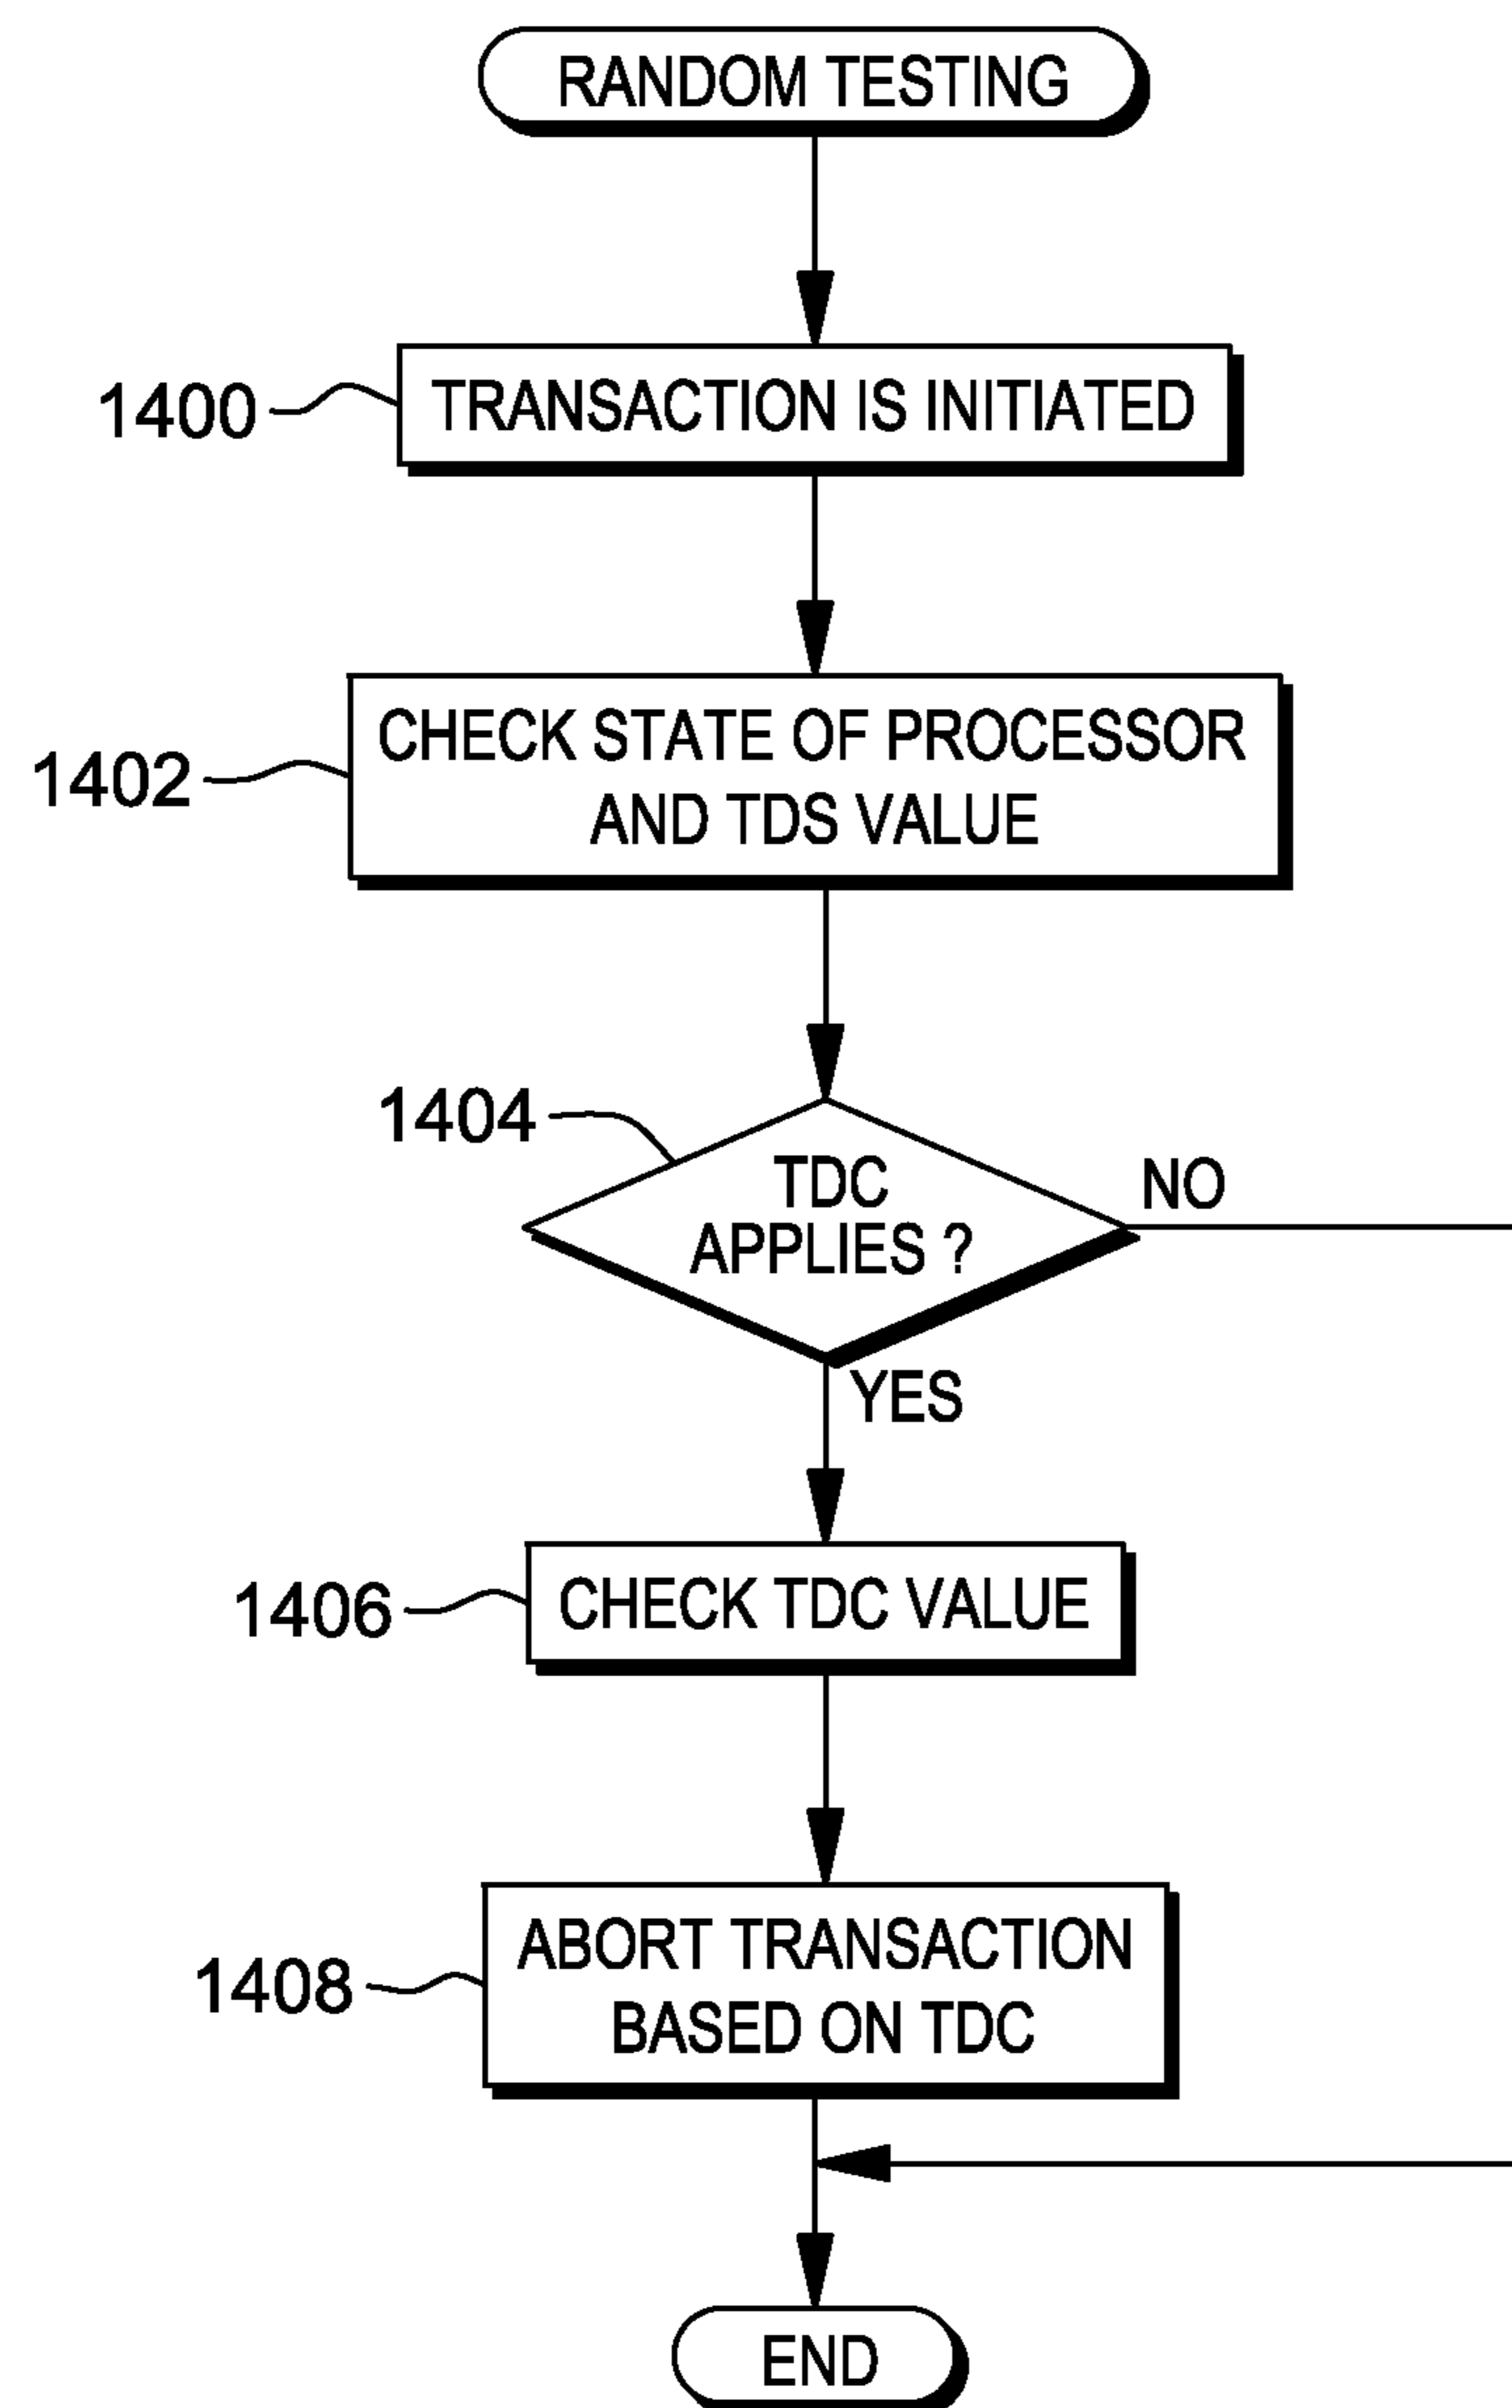 RANDOM TESTING
1400
TRANSACTION IS INITIATED
1402
CHECK STATE OF PROCESSOR
AND TDS VALUE
1404
TDC
APPLIES ?
NO
YES
1406
CHECK TDC VALUE
1408
ABORT TRANSACTION
BASED ON TDC
END